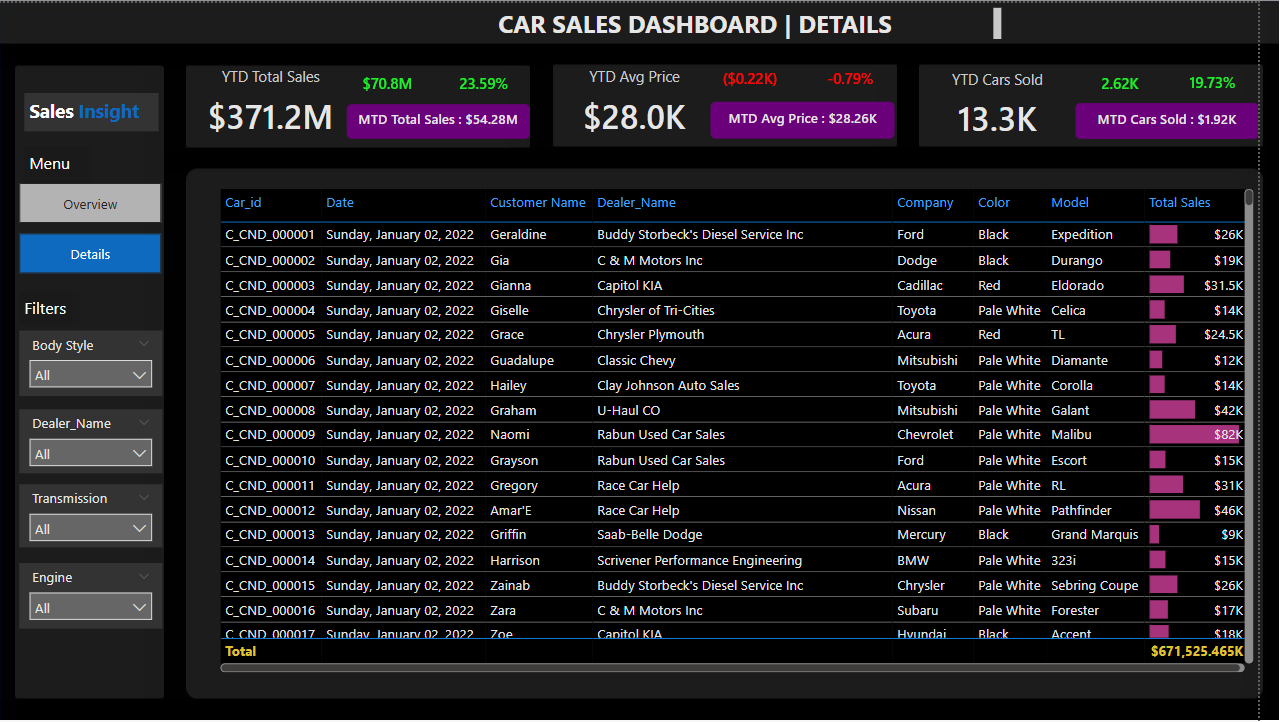 CAR SALES DASHBOARD | DETAILS
YTD Total Sales $70.8M 23.59%
$371.2M MTD Total Sales : $54.28M
YTD Avg Price ($0.22K) -0.79%
$28.0K MTD Avg Price : $28.26K
YTD Cars Sold 2.62K 19.73%
13.3K MTD Cars Sold : $1.92K
Sales Insight
Menu
Overview
Details
Filters
Body Style
All
Dealer_Name
All
Transmission
All
Engine
All
Car_id Date Customer Name Dealer_Name Company Color Model Total Sales
C_CND_000001 Sunday, January 02, 2022 Geraldine Buddy Storbeck's Diesel Service Inc Ford Black Expedition $26K
C_CND_000002 Sunday, January 02, 2022 Gia C & M Motors Inc Dodge Black Durango $19K
C_CND_000003 Sunday, January 02, 2022 Gianna Capitol KIA Cadillac Red Eldorado $31.5K
C_CND_000004 Sunday, January 02, 2022 Giselle Chrysler of Tri-Cities Toyota Pale White Celica $14K
C_CND_000005 Sunday, January 02, 2022 Grace Chrysler Plymouth Acura Red TL $24.5K
C_CND_000006 Sunday, January 02, 2022 Guadalupe Classic Chevy Mitsubishi Pale White Diamante $12K
C_CND_000007 Sunday, January 02, 2022 Hailey Clay Johnson Auto Sales Toyota Pale White Corolla $14K
C_CND_000008 Sunday, January 02, 2022 Graham U-Haul CO Mitsubishi Pale White Galant $42K
C_CND_000009 Sunday, January 02, 2022 Naomi Rabun Used Car Sales Chevrolet Pale White Malibu $82K
C_CND_000010 Sunday, January 02, 2022 Grayson Rabun Used Car Sales Ford Pale White Escort $15K
C_CND_000011 Sunday, January 02, 2022 Gregory Race Car Help Acura Pale White RL $31K
C_CND_000012 Sunday, January 02, 2022 Amar'E Race Car Help Nissan Pale White Pathfinder $46K
C_CND_000013 Sunday, January 02, 2022 Griffin Saab-Belle Dodge Mercury Black Grand Marquis $9K
C_CND_000014 Sunday, January 02, 2022 Harrison Scrivener Performance Engineering BMW Pale White 323i $15K
C_CND_000015 Sunday, January 02, 2022 Zainab Buddy Storbeck's Diesel Service Inc Chrysler Pale White Sebring Coupe $26K
C_CND_000016 Sunday, January 02, 2022 Zara C & M Motors Inc Subaru Pale White Forester $17K
C_CND_000017 Sunday, January 02, 2022 Zoe Capitol KIA Hyundai Black Accent $18K
Total $671,525.465K